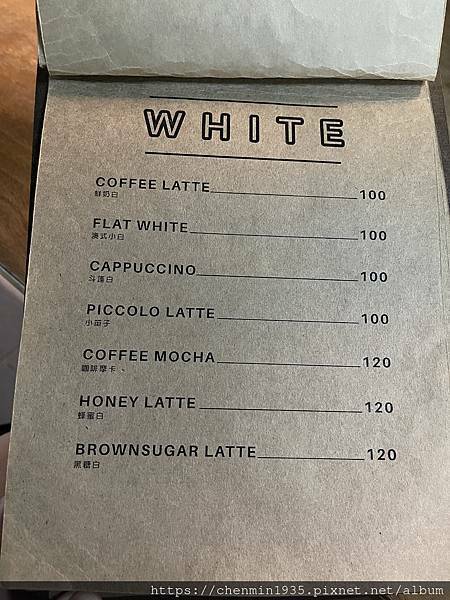 WHITE
COFFEE LATTE 100
鮮奶白
FLAT WHITE 100
澳式小白
CAPPUCCINO 100
斗篷白
PICCOLO LATTE 100
小苗子
COFFEE MOCHA 120
咖啡摩卡、
HONEY LATTE 120
蜂蜜白
BROWNSUGAR LATTE 120
黑糖白
https://chenmin1935.pixnet.net/album